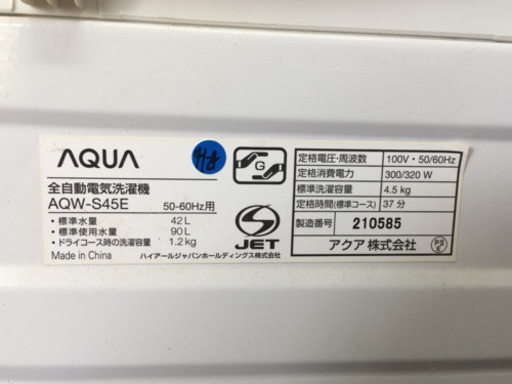 AQUA
Hg
G
全自動電気洗濯機
AQW-S45E 50-60Hz用
・標準水量 42L
・標準使用水量 90L
・ドライコース時の洗濯容量 1.2kg
Made in China
ハイアールジャパンホールディングス株式会社
S JET
定格電圧・周波数 100V・50/60Hz
定格消費電力 300/320 W
標準洗濯容量 4.5 kg
定格時間(標準コース) 37 分
製造番号 210585
アクア 株式会社
PS E